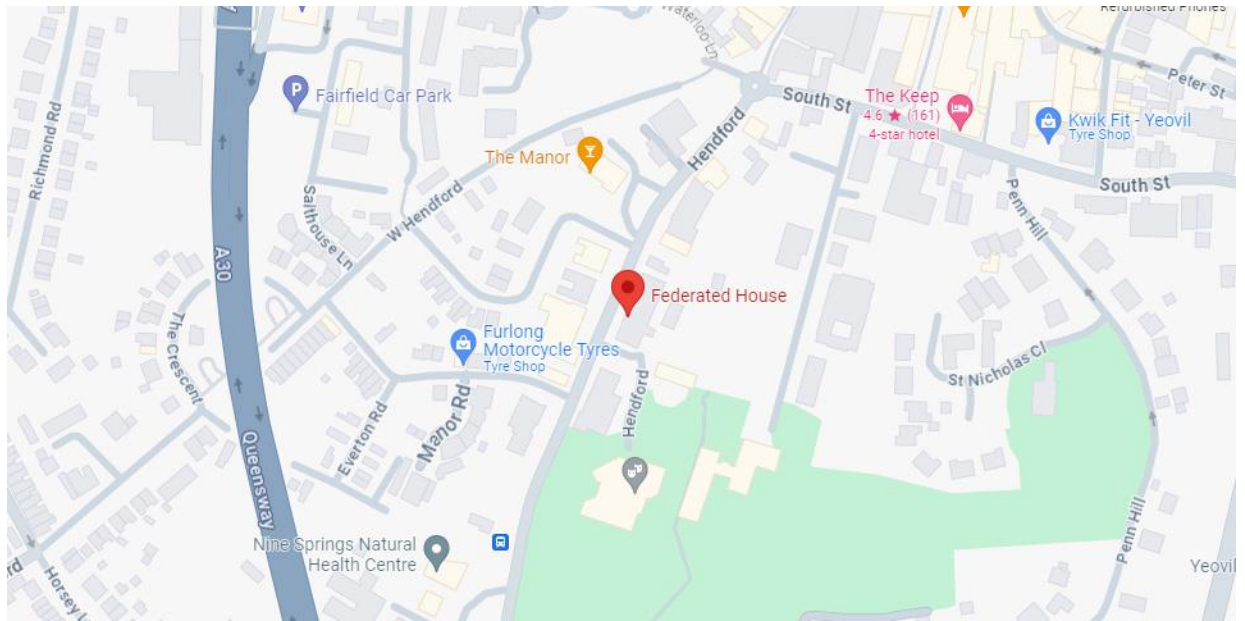 Refurbished Phones
Waterloo Ln
Peter St
Richmond Rd
P
Fairfield Car Park
South St
The Keep
4.6 ★ (161)
4-star hotel
Kwik Fit - Yeovil
Tyre Shop
Hendford
The Manor
South St
Penn Hill
Salthouse Ln
W Hendford
A30
Federated House
The Crescent
Furlong
Motorcycle Tyres
Tyre Shop
St Nicholas Cl
Hendford
Everton Rd
Manor Rd
Queensway
Penn Hill
Nine Springs Natural
Health Centre
Yeovil
rd
Horsey